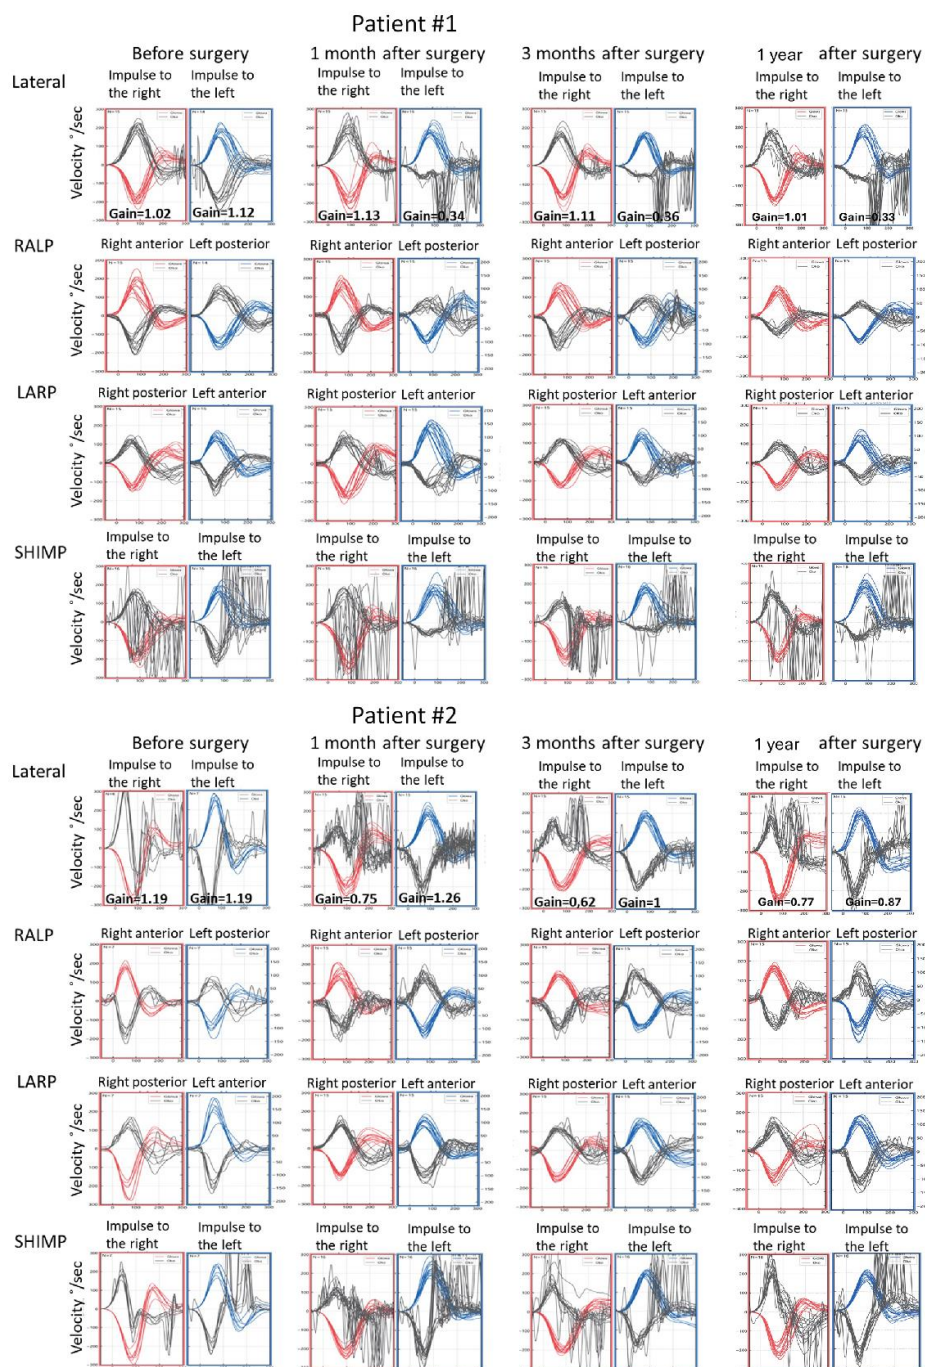 Patient #1
Before surgery 1 month after surgery 3 months after surgery 1 year after surgery
Lateral
Impulse to the right Impulse to the left Impulse to the right Impulse to the left Impulse to the right Impulse to the left Impulse to the right Impulse to the left
Velocity °/sec
Gain=1.02 Gain=1.12 Gain=1.13 Gain=0.34 Gain=1.11 Gain=0.36 Gain=1.01 Gain=0.33
RALP
Right anterior Left posterior Right anterior Left posterior Right anterior Left posterior Right anterior Left posterior
Velocity °/sec
LARP
Right posterior Left anterior Right posterior Left anterior Right posterior Left anterior Right posterior Left anterior
Velocity °/sec
SHIMP
Impulse to the right Impulse to the left Impulse to the right Impulse to the left Impulse to the right Impulse to the left Impulse to the right Impulse to the left
Velocity °/sec
Patient #2
Before surgery 1 month after surgery 3 months after surgery 1 year after surgery
Lateral
Impulse to the right Impulse to the left Impulse to the right Impulse to the left Impulse to the right Impulse to the left Impulse to the right Impulse to the left
Velocity °/sec
Gain=1.19 Gain=1.19 Gain=0.75 Gain=1.26 Gain=0,62 Gain=1 Gain=0.77 Gain=0.87
RALP
Right anterior Left posterior Right anterior Left posterior Right anterior Left posterior Right anterior Left posterior
Velocity °/sec
LARP
Right posterior Left anterior Right posterior Left anterior Right posterior Left anterior Right posterior Left anterior
Velocity °/sec
SHIMP
Impulse to the right Impulse to the left Impulse to the right Impulse to the left Impulse to the right Impulse to the left Impulse to the right Impulse to the left
Velocity °/sec